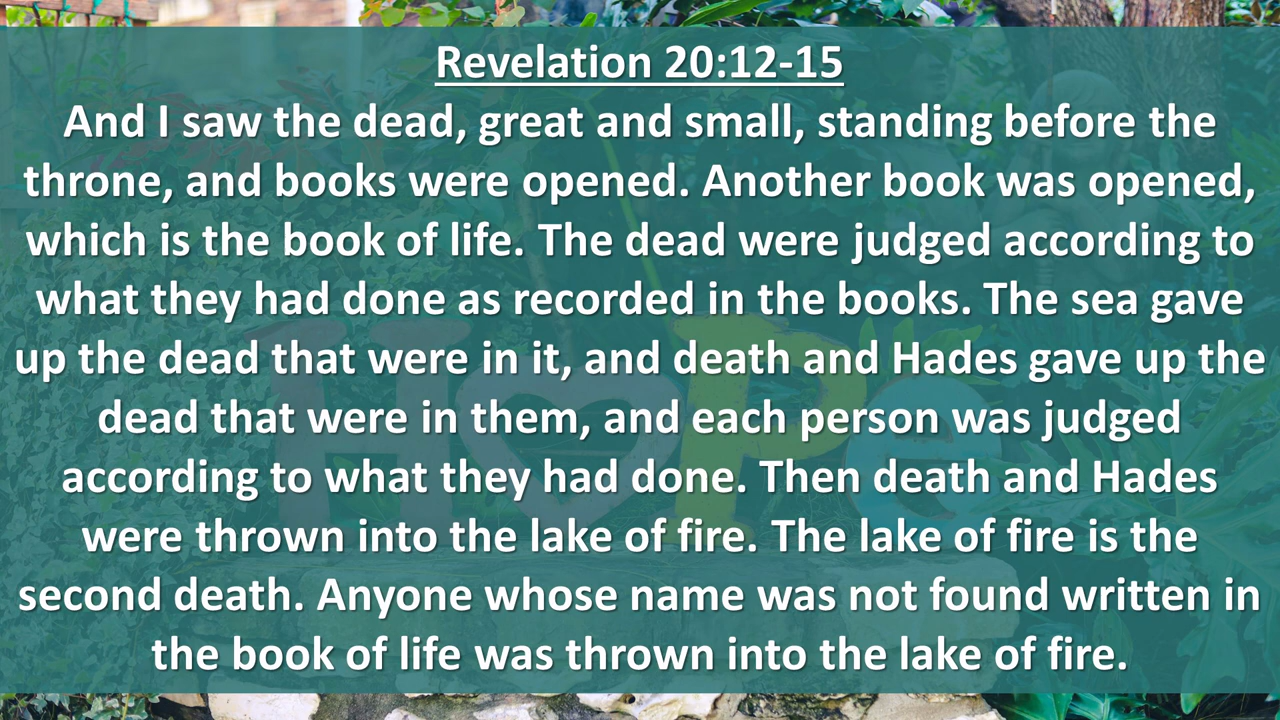 Revelation 20:12-15
And I saw the dead, great and small, standing before the
throne, and books were opened. Another book was opened,
which is the book of life. The dead were judged according to
what they had done as recorded in the books. The sea gave
up the dead that were in it, and death and Hades gave up the
dead that were in them, and each person was judged
according to what they had done. Then death and Hades
were thrown into the lake of fire. The lake of fire is the
second death. Anyone whose name was not found written in
the book of life was thrown into the lake of fire.
HOPe